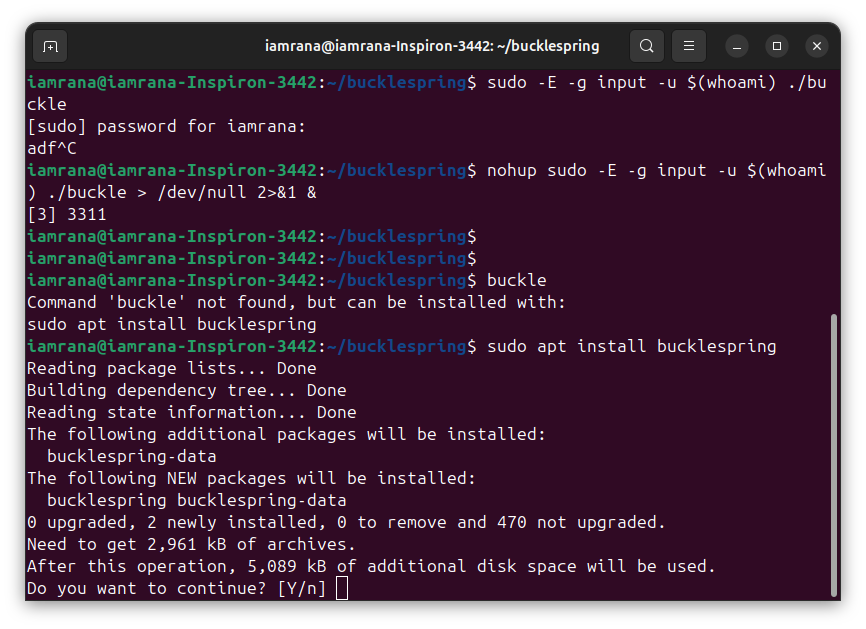 iamrana@iamrana-Inspiron-3442: ~/bucklespring
iamrana@iamrana-Inspiron-3442:~/bucklespring$ sudo -E -g input -u $(whoami) ./bu
ckle
[sudo] password for iamrana:
adf^C
iamrana@iamrana-Inspiron-3442:~/bucklespring$ nohup sudo -E -g input -u $(whoami
) ./buckle > /dev/null 2>&1 &
[3] 3311
iamrana@iamrana-Inspiron-3442:~/bucklespring$
iamrana@iamrana-Inspiron-3442:~/bucklespring$
iamrana@iamrana-Inspiron-3442:~/bucklespring$ buckle
Command 'buckle' not found, but can be installed with:
sudo apt install bucklespring
iamrana@iamrana-Inspiron-3442:~/bucklespring$ sudo apt install bucklespring
Reading package lists... Done
Building dependency tree... Done
Reading state information... Done
The following additional packages will be installed:
  bucklespring-data
The following NEW packages will be installed:
  bucklespring bucklespring-data
0 upgraded, 2 newly installed, 0 to remove and 470 not upgraded.
Need to get 2,961 kB of archives.
After this operation, 5,089 kB of additional disk space will be used.
Do you want to continue? [Y/n]